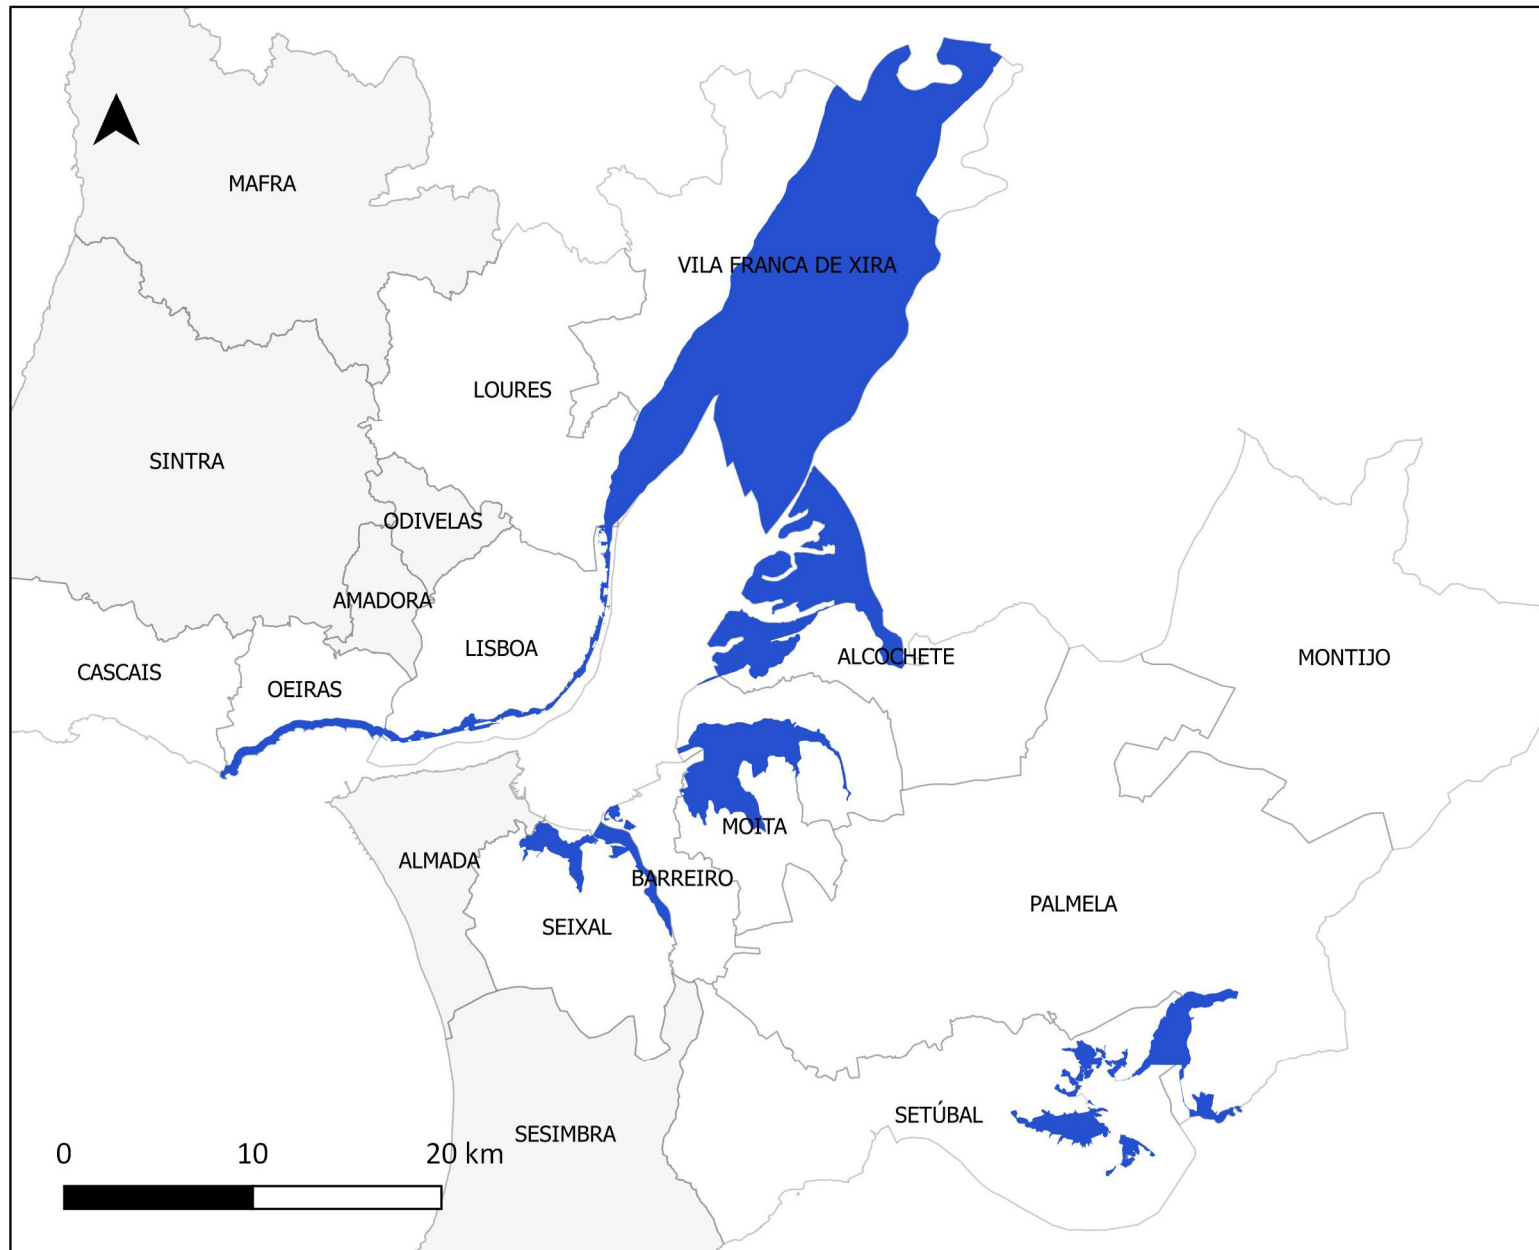 MAFRA
VILA FRANCA DE XIRA
LOURES
SINTRA
ODIVELAS
AMADORA
LISBOA
ALCOCHETE
MONTIJO
CASCAIS
OEIRAS
MOITA
ALMADA
BARREIRO
PALMELA
SEIXAL
SETÚBAL
SESIMBRA
0 10 20 km